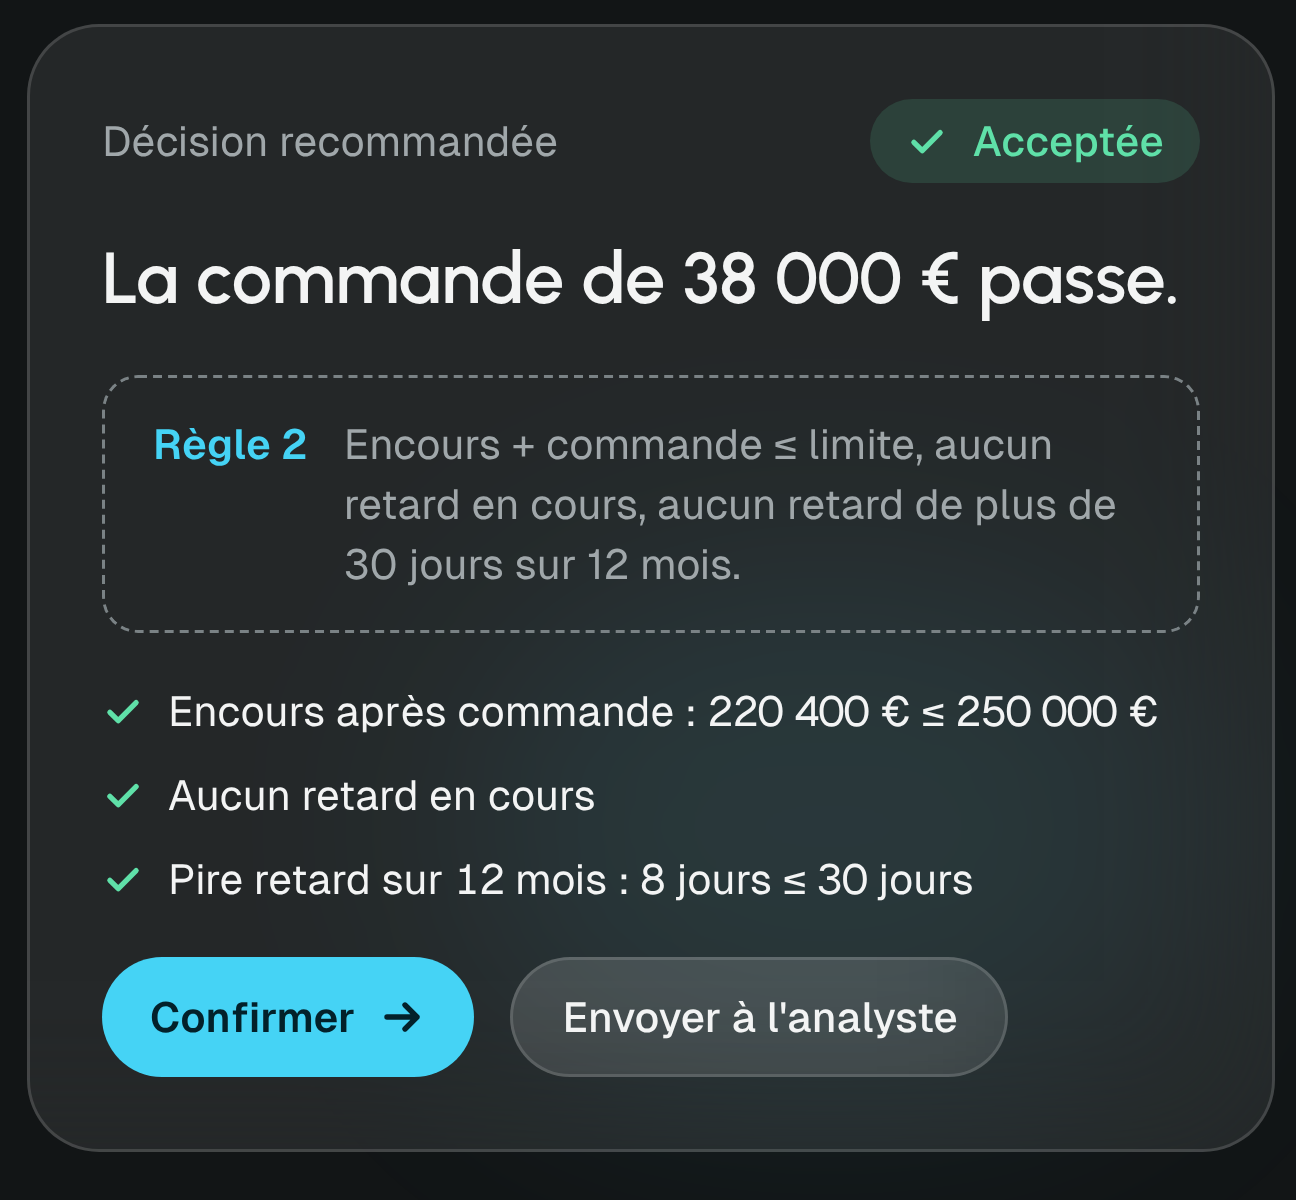 Décision recommandée
Acceptée
La commande de 38 000 € passe.
Règle 2
Encours + commande ≤ limite, aucun
retard en cours, aucun retard de plus de
30 jours sur 12 mois.
Encours après commande : 220 400 € ≤ 250 000 €
Aucun retard en cours
Pire retard sur 12 mois : 8 jours ≤ 30 jours
Confirmer →
Envoyer à l'analyste